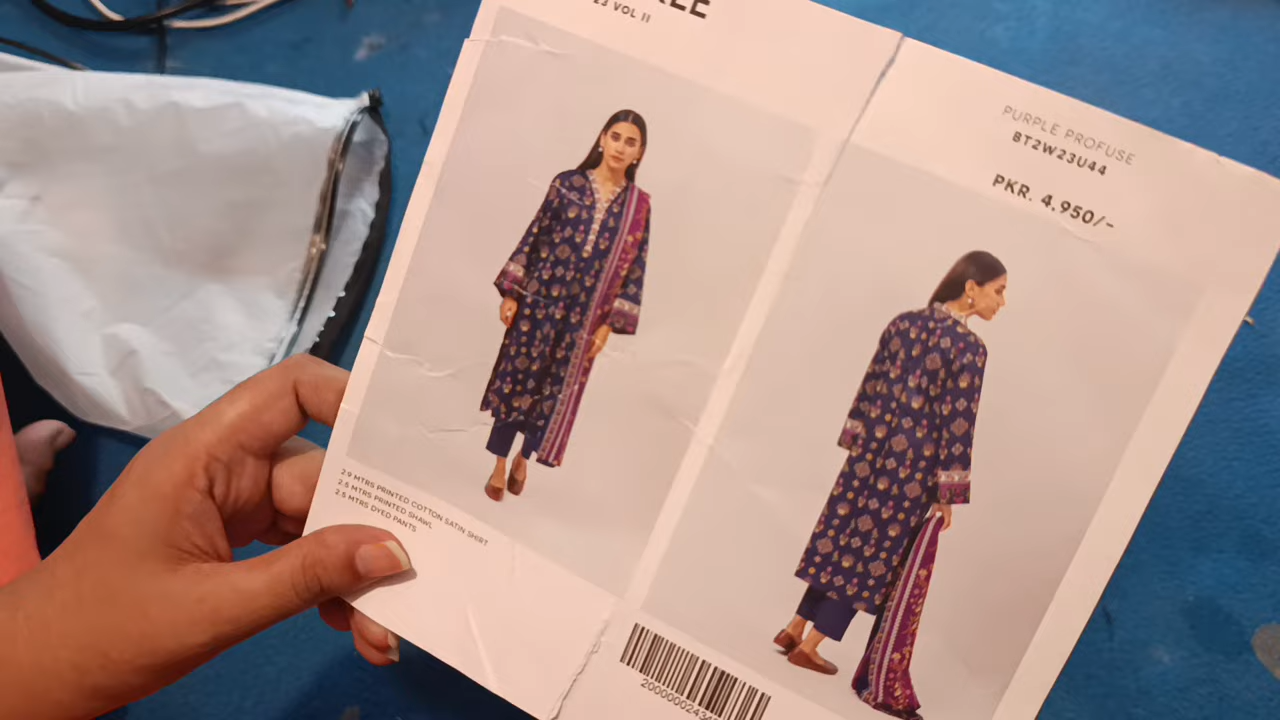 23 VOL II
PURPLE PROFUSE
BT2W23U44
PKR. 4,950/-
2.9 MTRS PRINTED COTTON SATIN SHIRT
2.5 MTRS PRINTED SHAWL
2.5 MTRS DYED PANTS